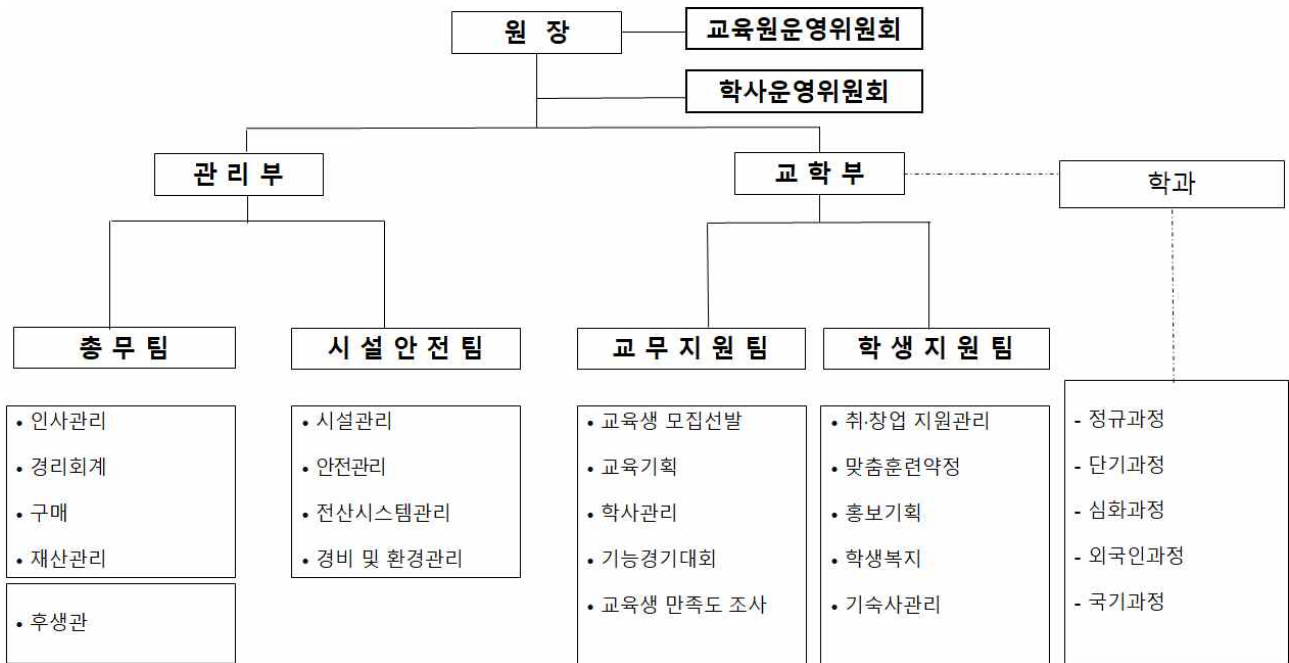 원 장
교육원운영위원회
학사운영위원회
관 리 부
교 학 부
학과
총 무 팀
시 설 안 전 팀
교 무 지 원 팀
학 생 지 원 팀
• 인사관리
• 경리회계
• 구매
• 재산관리
• 후생관
• 시설관리
• 안전관리
• 전산시스템관리
• 경비 및 환경관리
• 교육생 모집선발
• 교육기획
• 학사관리
• 기능경기대회
• 교육생 만족도 조사
• 취·창업 지원관리
• 맞춤훈련약정
• 홍보기획
• 학생복지
• 기숙사관리
- 정규과정
- 단기과정
- 심화과정
- 외국인과정
- 국기과정